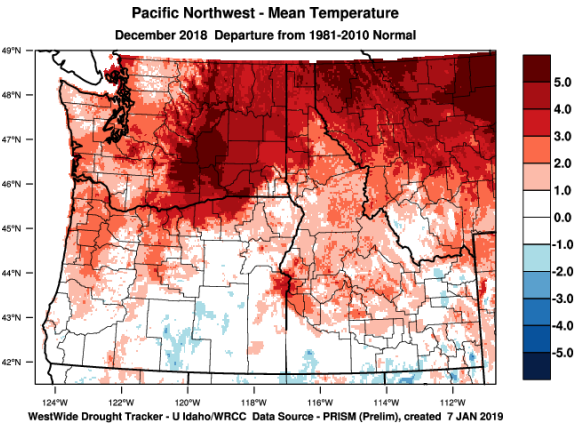 Pacific Northwest - Mean Temperature
December 2018 Departure from 1981-2010 Normal
49°N
48°N
47°N
46°N
45°N
44°N
43°N
42°N
124°W 122°W 120°W 118°W 116°W 114°W 112°W
5.0
4.0
3.0
2.0
1.0
0.0
-1.0
-2.0
-3.0
-4.0
-5.0
WestWide Drought Tracker - U Idaho/WRCC Data Source - PRISM (Prelim), created 7 JAN 2019